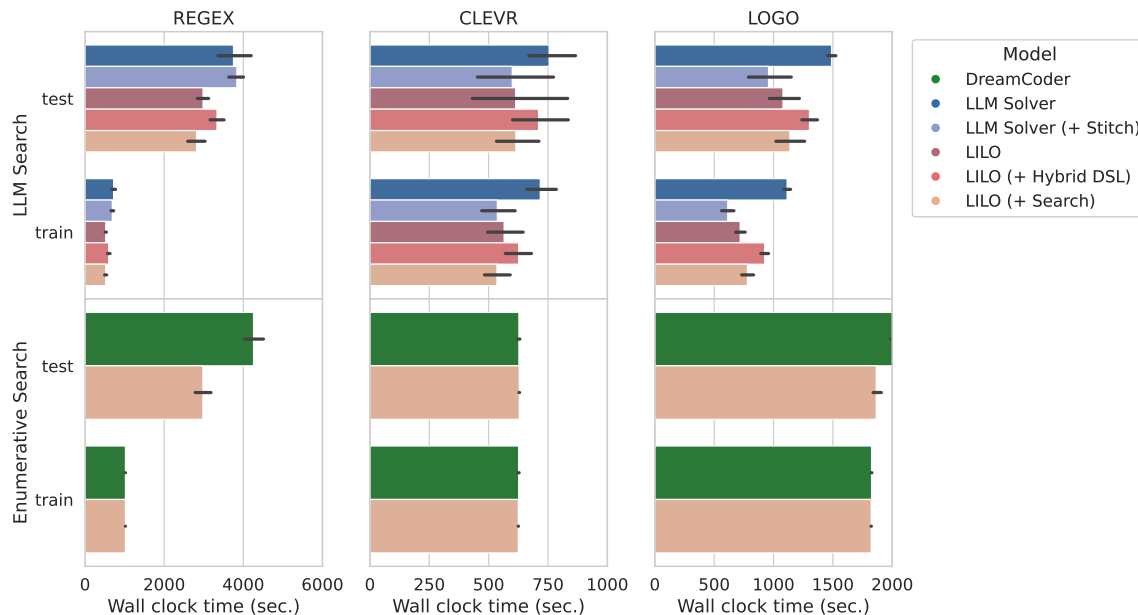 REGEX
CLEVR
LOGO
LLM Search
test
train
Enumerative Search
test
train
0 2000 4000 6000
Wall clock time (sec.)
0 250 500 750 1000
Wall clock time (sec.)
0 500 1000 1500 2000
Wall clock time (sec.)
Model
DreamCoder
LLM Solver
LLM Solver (+ Stitch)
LILO
LILO (+ Hybrid DSL)
LILO (+ Search)